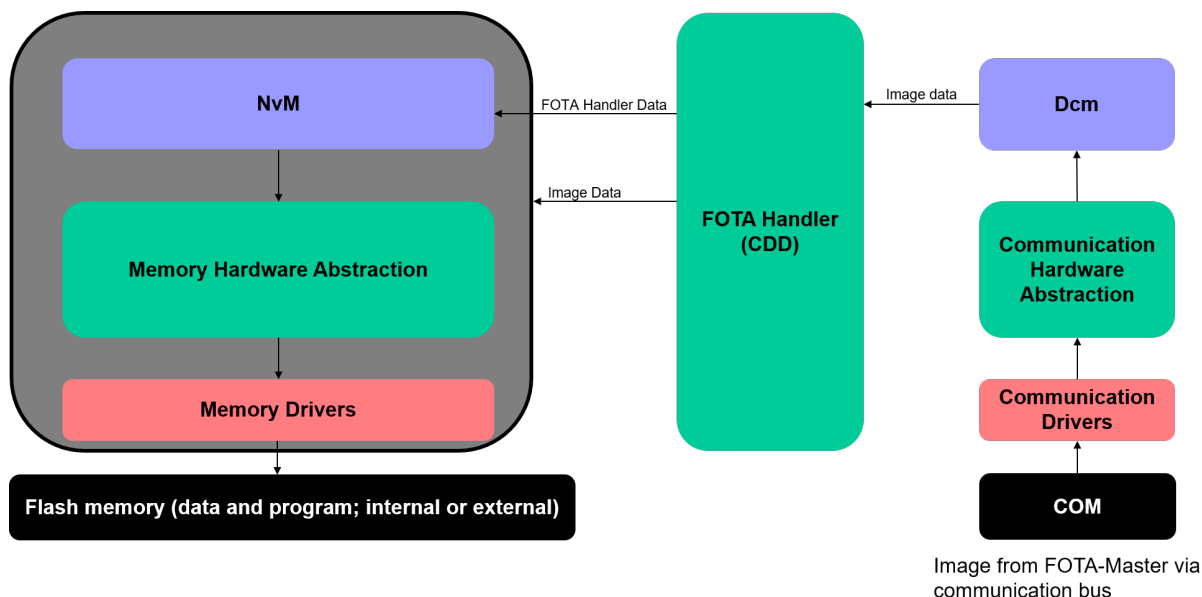 NvM
FOTA Handler Data
Image data
Dcm
Image Data
Memory Hardware Abstraction
FOTA Handler
(CDD)
Communication
Hardware
Abstraction
Memory Drivers
Communication
Drivers
Flash memory (data and program; internal or external)
COM
Image from FOTA-Master via
communication bus